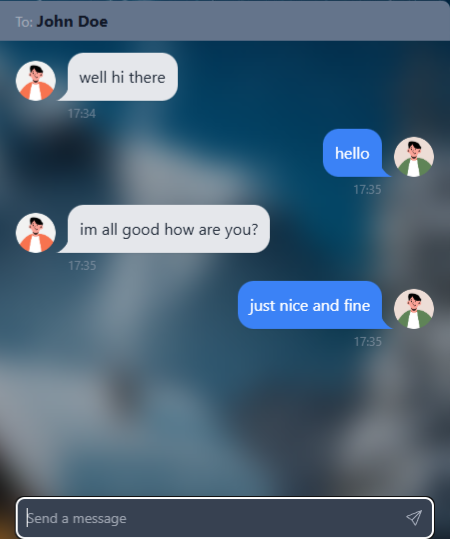 To: John Doe
well hi there
17:34
hello
17:35
im all good how are you?
17:35
just nice and fine
17:35
Send a message